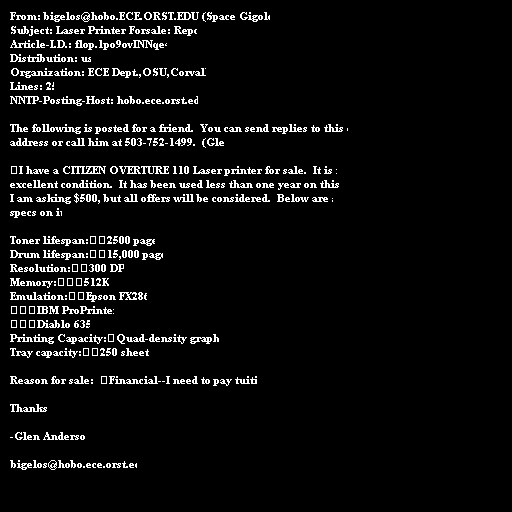 From: bigelos@hobo.ECE.ORST.EDU (Space Gigolo
Subject: Laser Printer Forsale: Repo
Article-I.D.: flop.1po9ovINNqe
Distribution: us
Organization: ECE Dept.,OSU,Corval
Lines: 2
NNTP-Posting-Host: hobo.ece.orst.ed

The following is posted for a friend.  You can send replies to this
address or call him at 503-752-1499.  (Gle

□I have a CITIZEN OVERTURE 110 Laser printer for sale.  It is
excellent condition.  It has been used less than one year on this
I am asking $500, but all offers will be considered.  Below are
specs on i

Toner lifespan:□□2500 page
Drum lifespan:□□15,000 page
Resolution:□□300 DP
Memory:□□□512K
Emulation:□□Epson FX286
□□□IBM ProPrinte
□□□Diablo 635
Printing Capacity:□Quad-density graph
Tray capacity:□□250 sheet

Reason for sale:  □Financial--I need to pay tuiti

Thanks

-Glen Anderso

bigelos@hobo.ece.orst.e